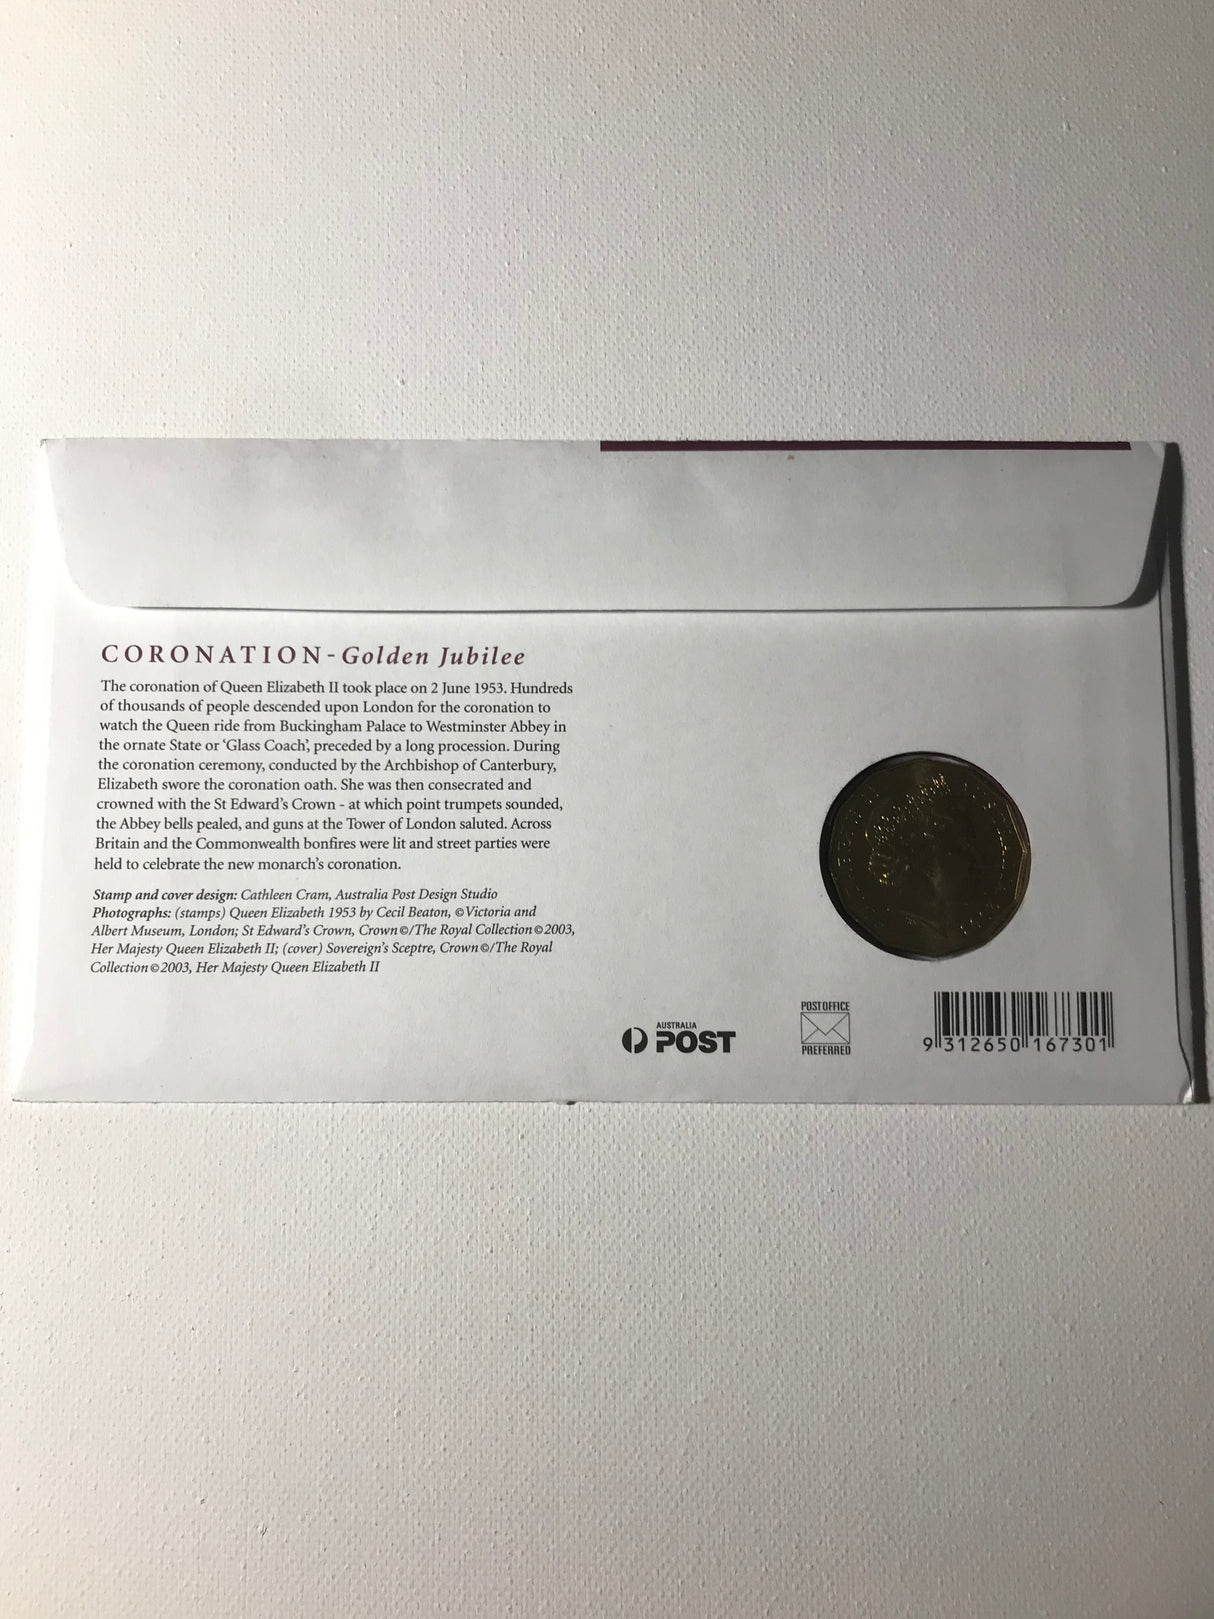 CORONATION - Golden Jubilee
The coronation of Queen Elizabeth II took place on 2 June 1953. Hundreds
of thousands of people descended upon London for the coronation to
watch the Queen ride from Buckingham Palace to Westminster Abbey in
the ornate State or ‘Glass Coach’, preceded by a long procession. During
the coronation ceremony, conducted by the Archbishop of Canterbury,
Elizabeth swore the coronation oath. She was then consecrated and
crowned with the St Edward’s Crown - at which point trumpets sounded,
the Abbey bells pealed, and guns at the Tower of London saluted. Across
Britain and the Commonwealth bonfires were lit and street parties were
held to celebrate the new monarch’s coronation.
Stamp and cover design: Cathleen Cram, Australia Post Design Studio
Photographs: (stamps) Queen Elizabeth 1953 by Cecil Beaton, ©Victoria and
Albert Museum, London; St Edward’s Crown, Crown©/The Royal Collection©2003,
Her Majesty Queen Elizabeth II; (cover) Sovereign’s Sceptre, Crown©/The Royal
Collection©2003, Her Majesty Queen Elizabeth II
AUSTRALIA
POST
POST OFFICE
PREFERRED
9 312650 167301